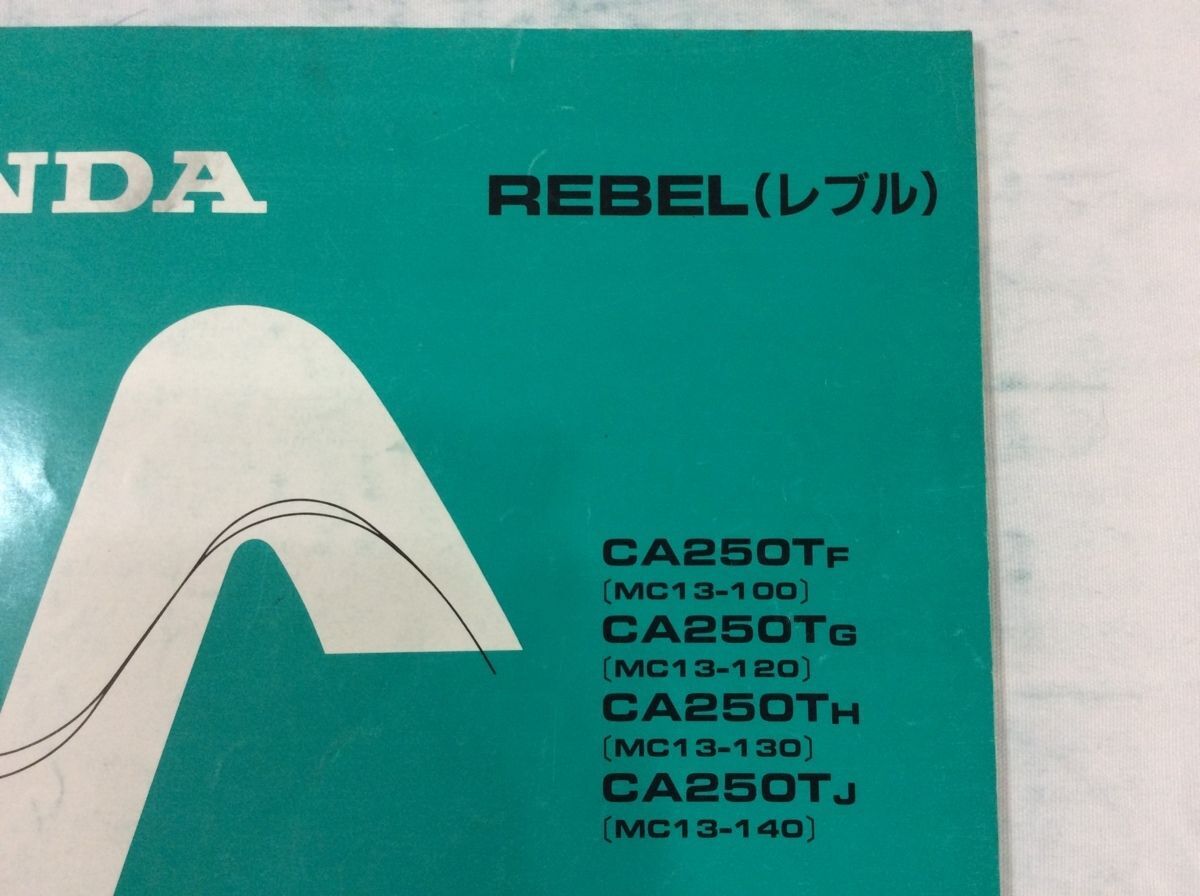 NDA
REBEL(レブル)
CA250TF
[MC13-100]
CA250TG
[MC13-120]
CA250TH
[MC13-130]
CA250TJ
[MC13-140]